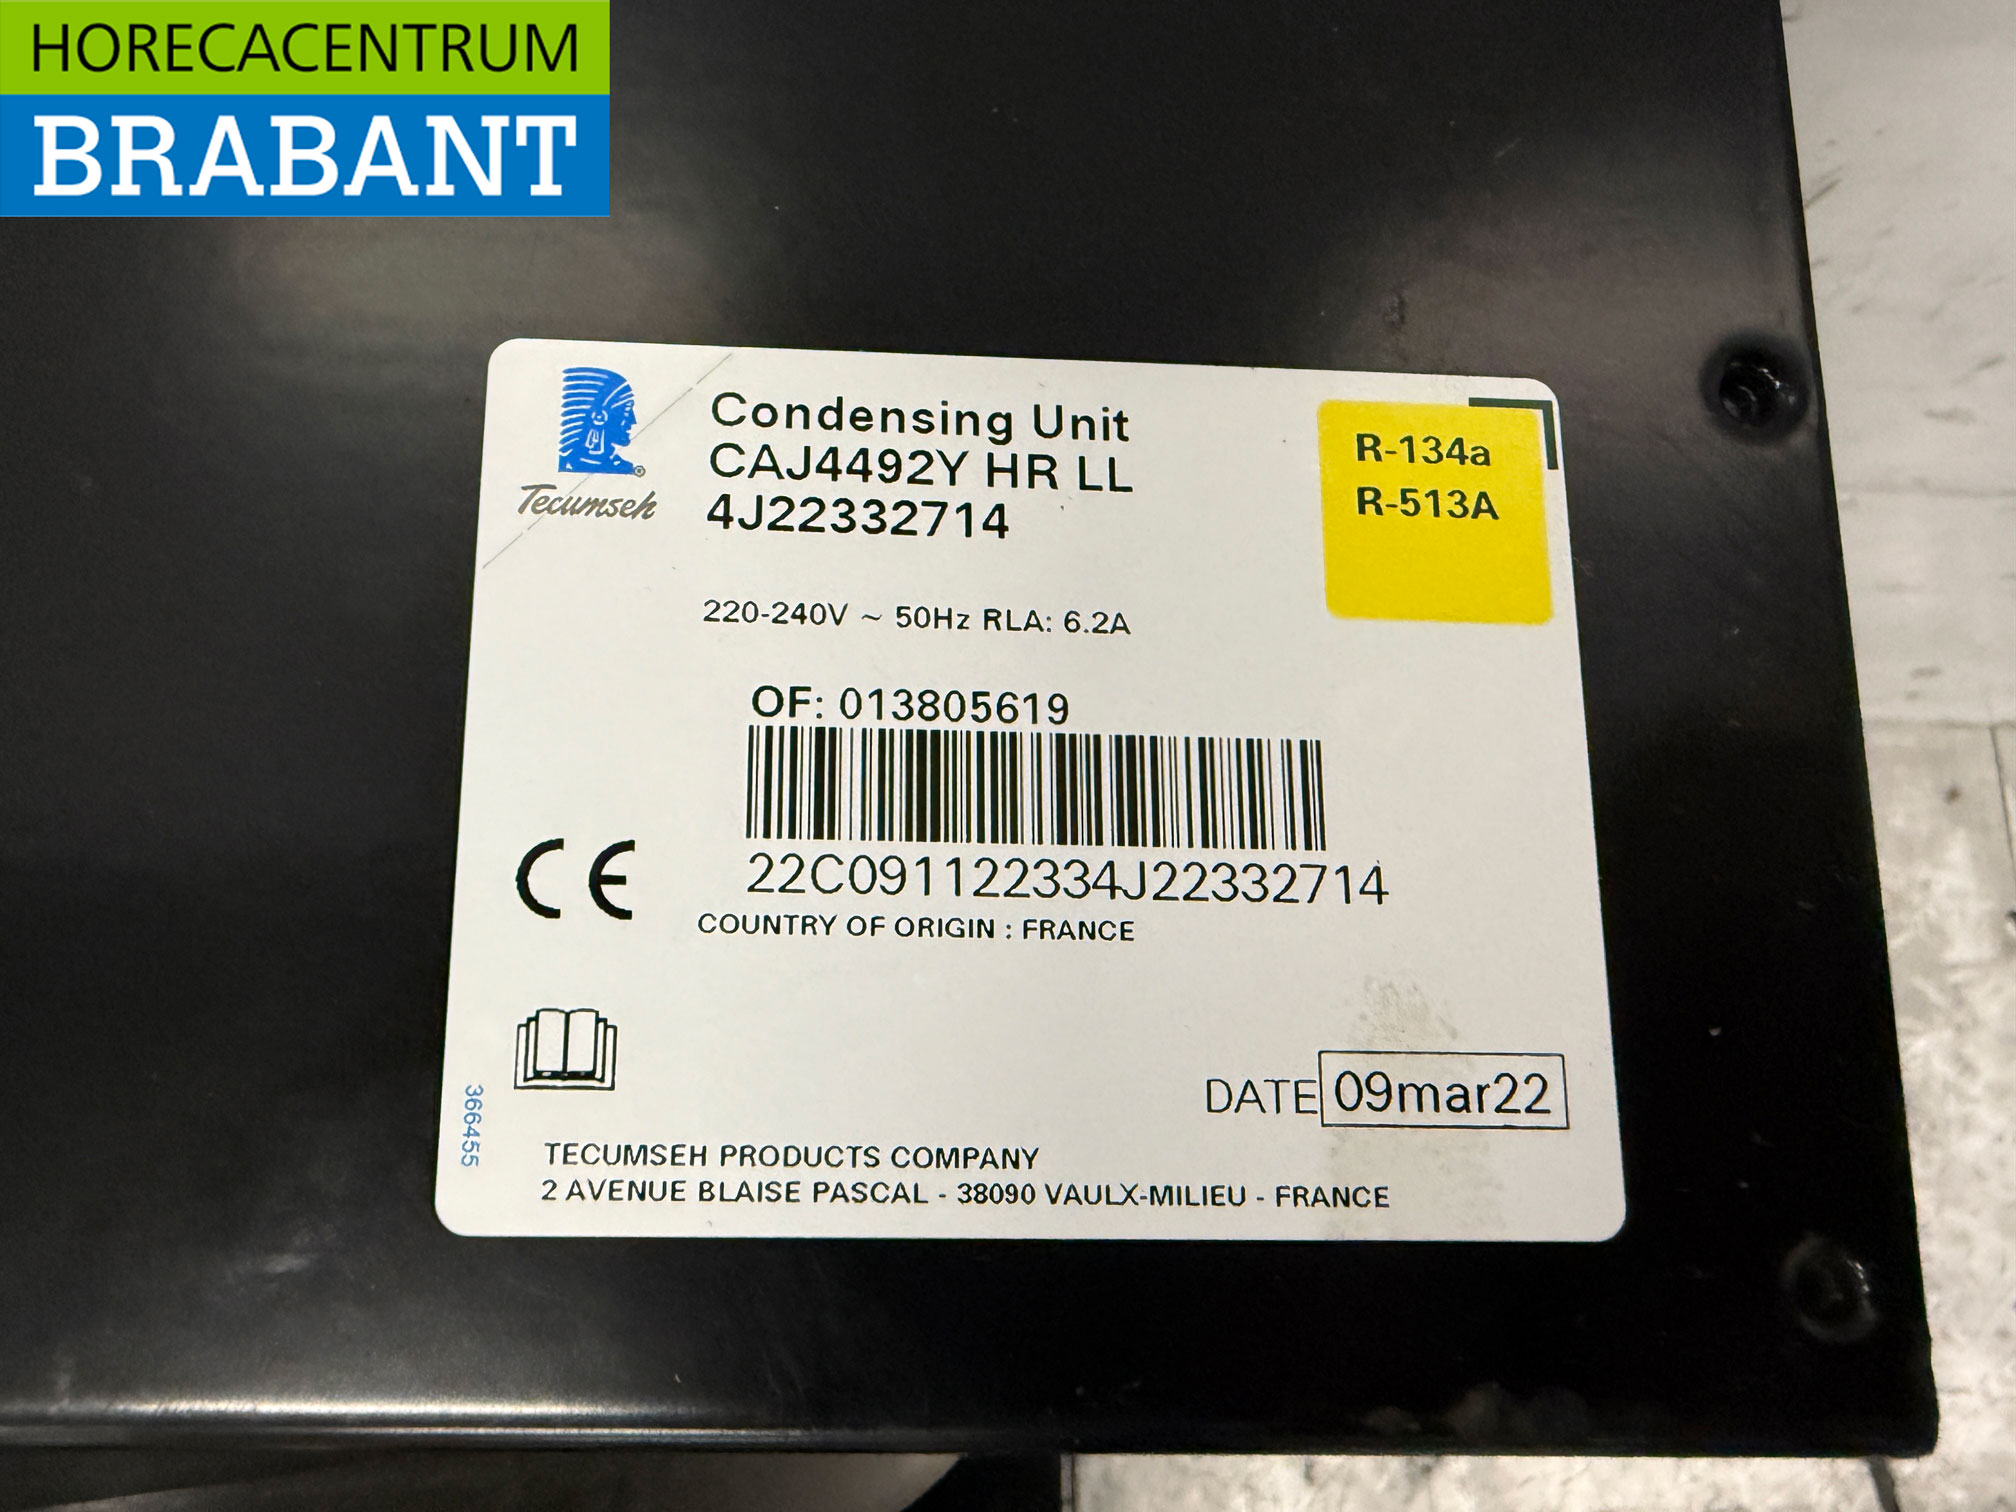 HORECACENTRUM
BRABANT
Tecumseh
Condensing Unit
CAJ4492Y HR LL
4J22332714
R-134a
R-513A
220-240V ~ 50Hz RLA: 6.2A
OF: 013805619
22C091122334J22332714
CE
COUNTRY OF ORIGIN : FRANCE
DATE 09mar22
366455
TECUMSEH PRODUCTS COMPANY
2 AVENUE BLAISE PASCAL - 38090 VAULX-MILIEU - FRANCE